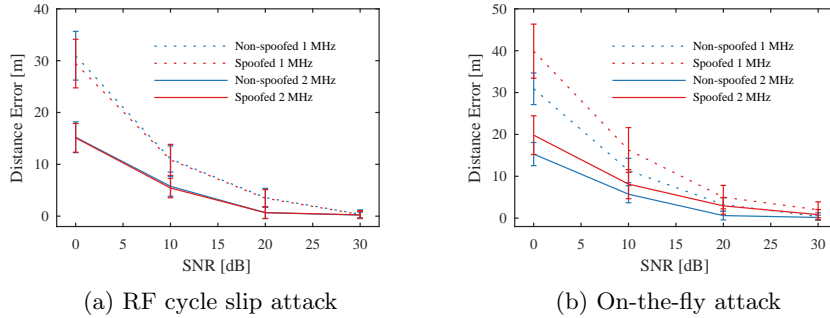 40
30
20
10
0
Distance Error [m]
Non-spoofed 1 MHz
Spoofed 1 MHz
Non-spoofed 2 MHz
Spoofed 2 MHz
0 5 10 15 20 25 30
SNR [dB]
(a) RF cycle slip attack
50
40
30
20
10
0
Distance Error [m]
Non-spoofed 1 MHz
Spoofed 1 MHz
Non-spoofed 2 MHz
Spoofed 2 MHz
0 5 10 15 20 25 30
SNR [dB]
(b) On-the-fly attack